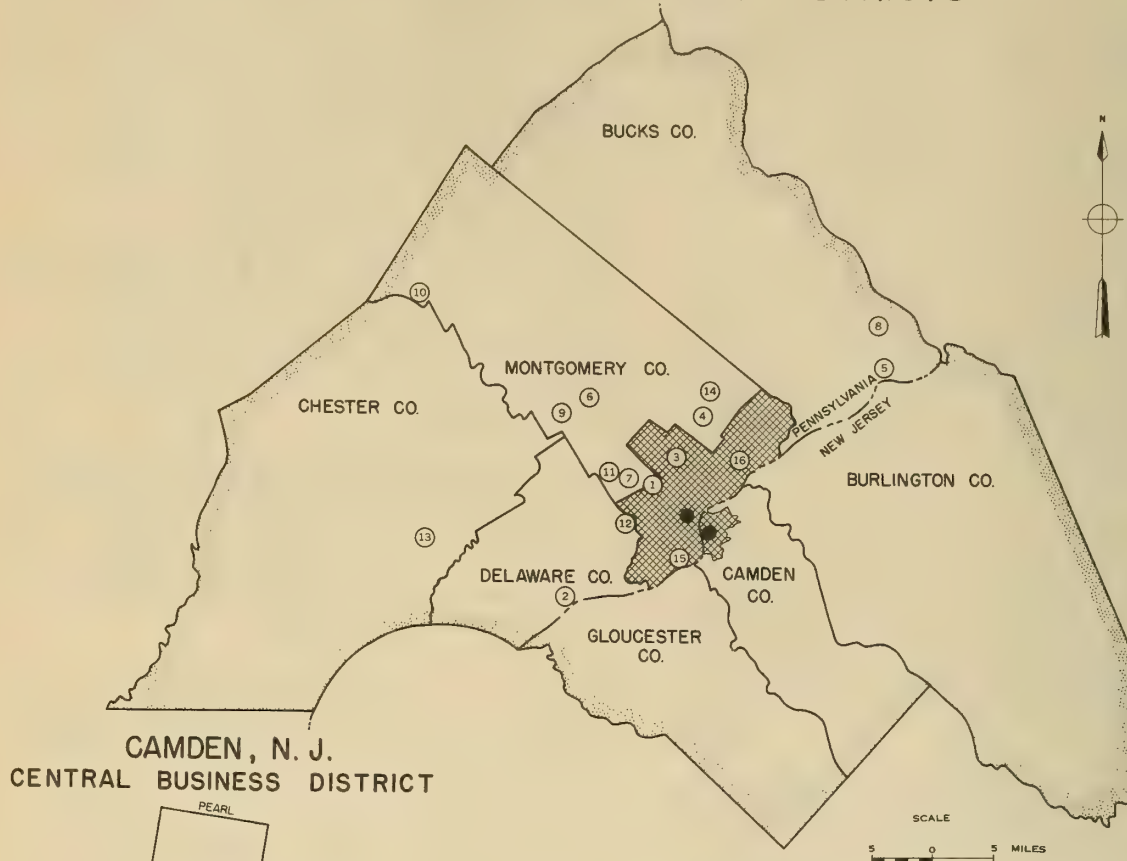 BUCKS CO.
N
10
8
MONTGOMERY CO.
5
14
6
CHESTER CO.
9
4
PENNSYLVANIA
NEW JERSEY
3
16
11
7
1
BURLINGTON CO.
12
13
15
DELAWARE CO.
CAMDEN
CO.
2
GLOUCESTER
CO.
CAMDEN, N. J.
CENTRAL BUSINESS DISTRICT
PEARL
SCALE
5 0 5 MILES